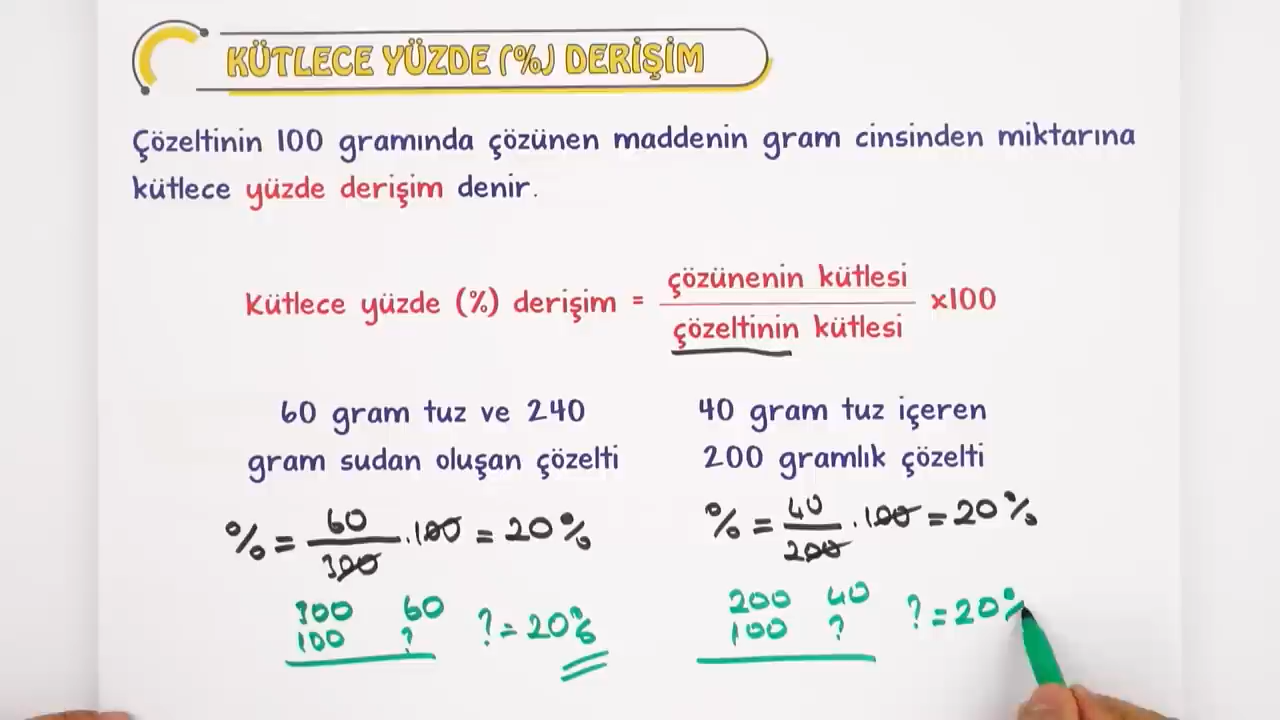 KÜTLECE YÜZDE (%) DERİŞİM
Çözeltinin 100 gramında çözünen maddenin gram cinsinden miktarına
kütlece yüzde derişim denir.
Kütlece yüzde (%) derişim = çözünenin kütlesi x100
çözeltinin kütlesi
60 gram tuz ve 240
gram sudan oluşan çözelti
% = 60/300 . 100 = 20%
300 60
100 ? ? = 20%
40 gram tuz içeren
200 gramlık çözelti
% = 40/200 . 100 = 20%
200 40
100 ? ? = 20%